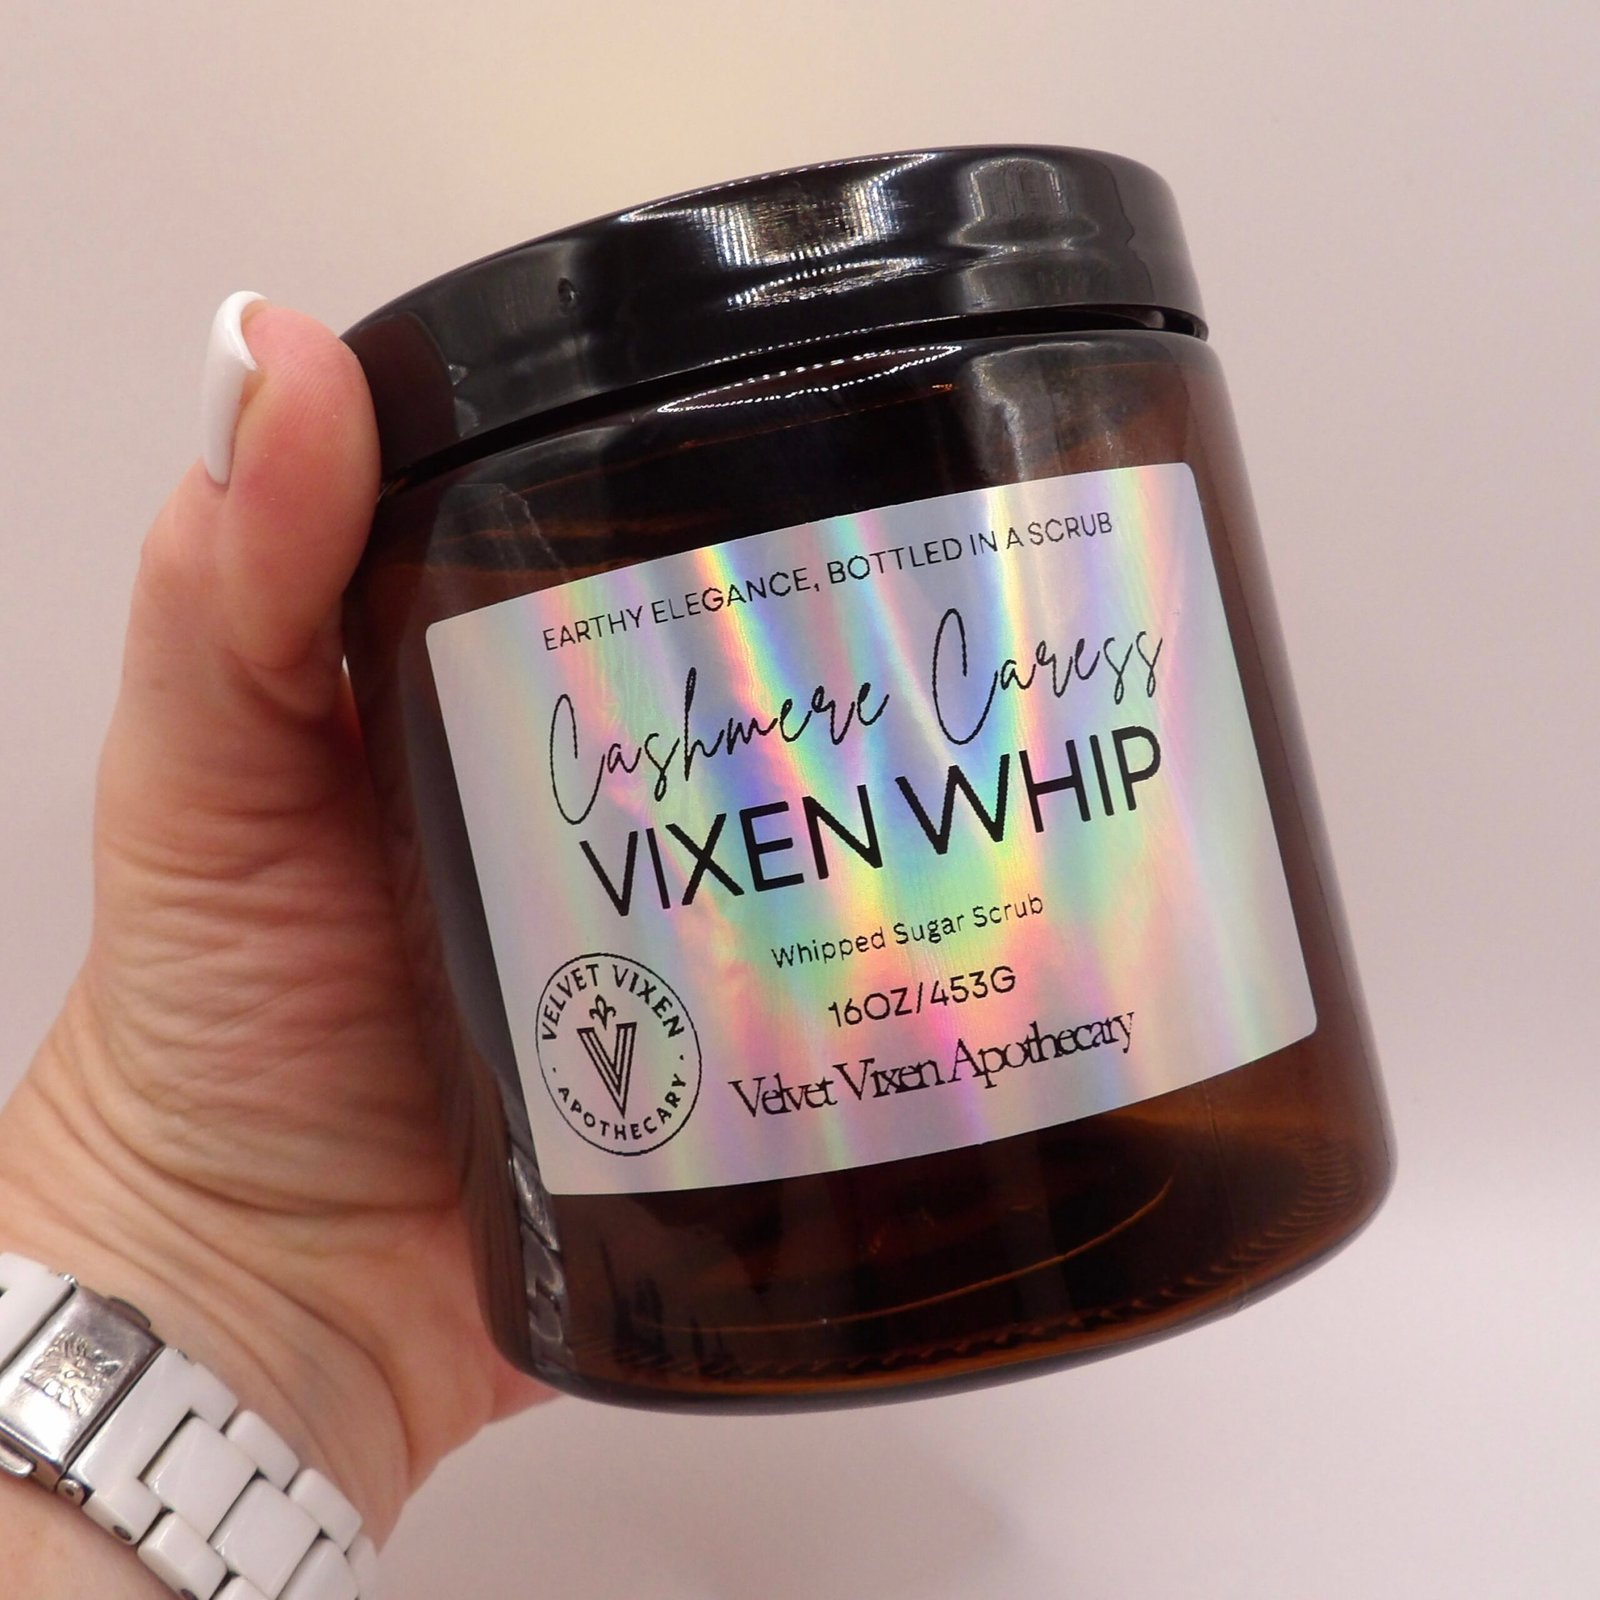 EARTHY ELEGANCE, BOTTLED IN A SCRUB
Cashmere Caress
VIXEN WHIP
Whipped Sugar Scrub
16OZ/453G
Velvet Vixen Apothecary
VELVET VIXEN
V
· APOTHECARY ·